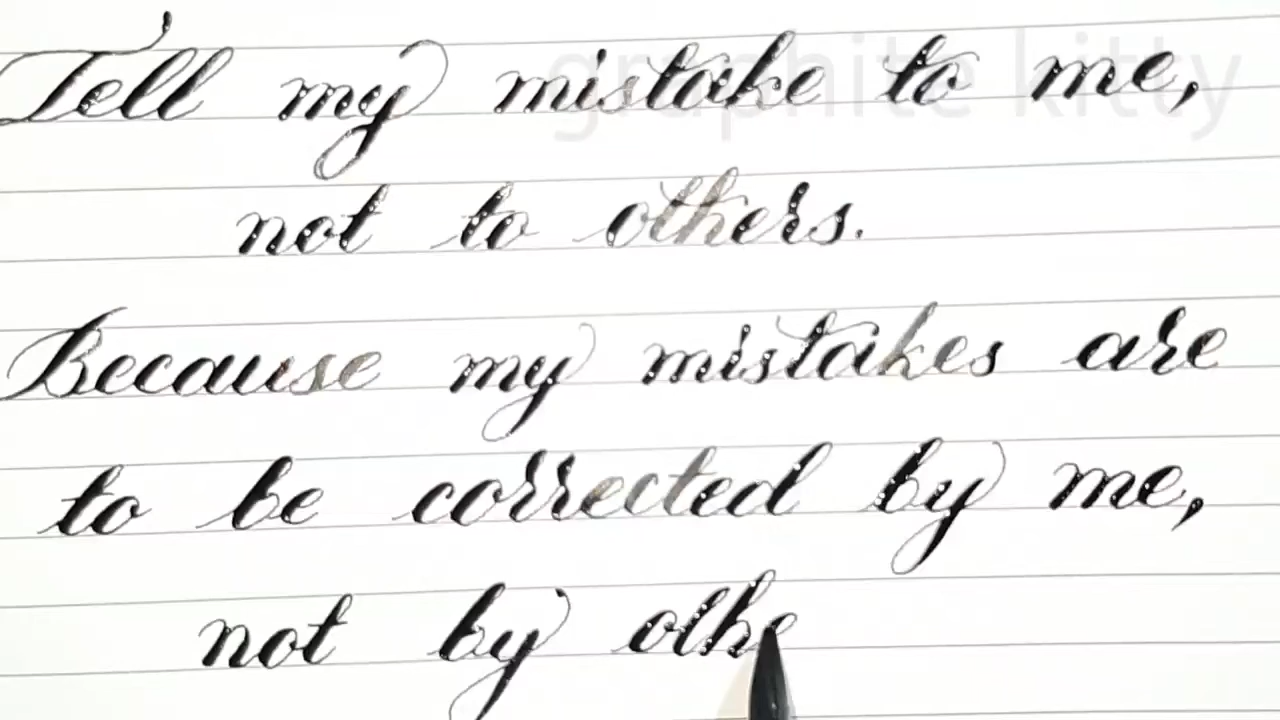 graphite kitty
Tell my mistake to me,
not to others.
Because my mistakes are
to be corrected by me,
not by othe